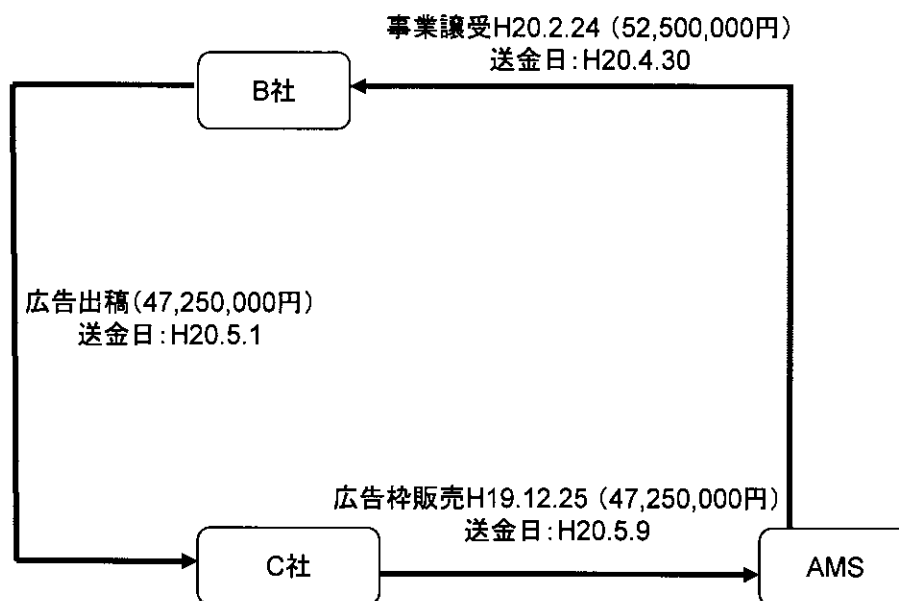 事業譲受H20.2.24（52,500,000円）
送金日：H20.4.30
B社
広告出稿（47,250,000円）
送金日：H20.5.1
広告枠販売H19.12.25（47,250,000円）
送金日：H20.5.9
C社
AMS